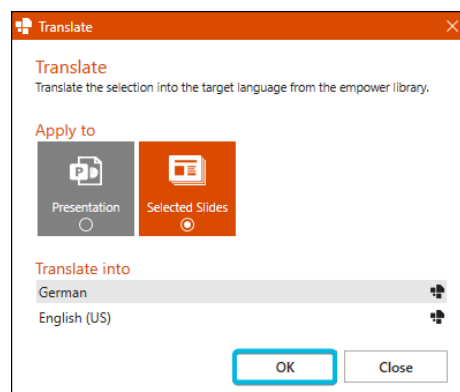 Translate
Translate
Translate the selection into the target language from the empower library.
Apply to
Presentation
Selected Slides
Translate into
German
English (US)
OK
Close